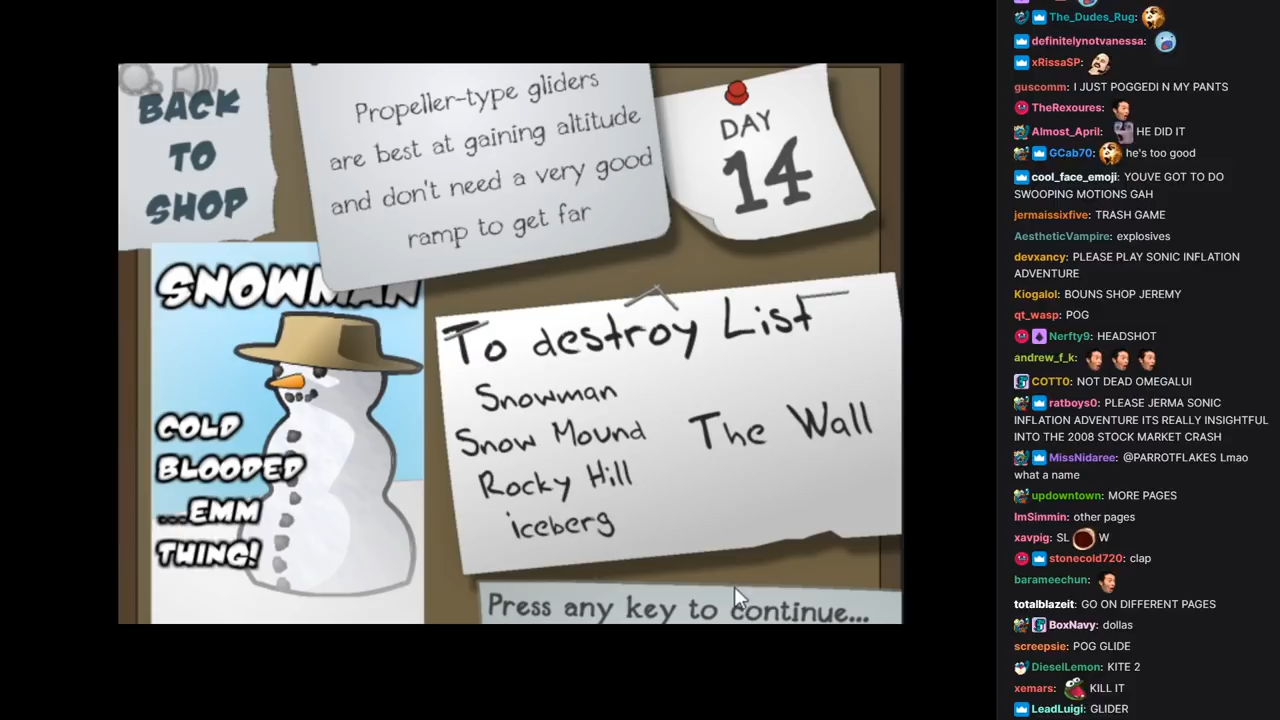 BACK
TO
SHOP
Propeller-type gliders
are best at gaining altitude
and don't need a very good
ramp to get far
DAY
14
SNOWMAN
COLD
BLOODED
...EMM
THING!
To destroy List
Snowman
Snow Mound
Rocky Hill
iceberg
The Wall
Press any key to continue...
The_Dudes_Rug:
definitelynotvanessa:
xRissaSP:
guscomm: I JUST POGGEDI N MY PANTS
TheRexoures:
Almost_April: HE DID IT
GCab70: he's too good
cool_face_emoji: YOUVE GOT TO DO
SWOOPING MOTIONS GAH
jermaissixfive: TRASH GAME
AestheticVampire: explosives
devxancy: PLEASE PLAY SONIC INFLATION
ADVENTURE
Kiogalol: BOUNS SHOP JEREMY
qt_wasp: POG
Nerfty9: HEADSHOT
andrew_f_k:
COTT0: NOT DEAD OMEGALUI
ratboys0: PLEASE JERMA SONIC
INFLATION ADVENTURE ITS REALLY INSIGHTFUL
INTO THE 2008 STOCK MARKET CRASH
MissNidaree: @PARROTFLAKES Lmao
what a name
updowntown: MORE PAGES
ImSimmin: other pages
xavpig: SL W
stonecold720: clap
barameechun:
totalblazeit: GO ON DIFFERENT PAGES
BoxNavy: dollas
screepsie: POG GLIDE
DieselLemon: KITE 2
xemars: KILL IT
LeadLuigi: GLIDER